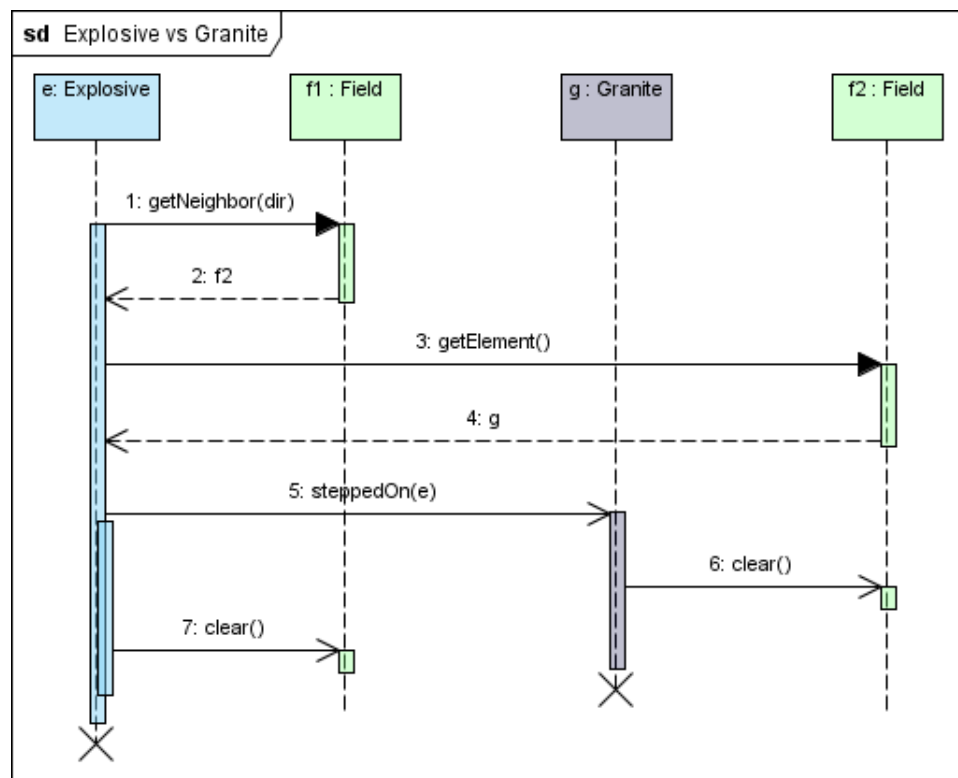 sd Explosive vs Granite
e: Explosive
f1 : Field
g : Granite
f2 : Field
1: getNeighbor(dir)
2: f2
3: getElement()
4: g
5: steppedOn(e)
6: clear()
7: clear()